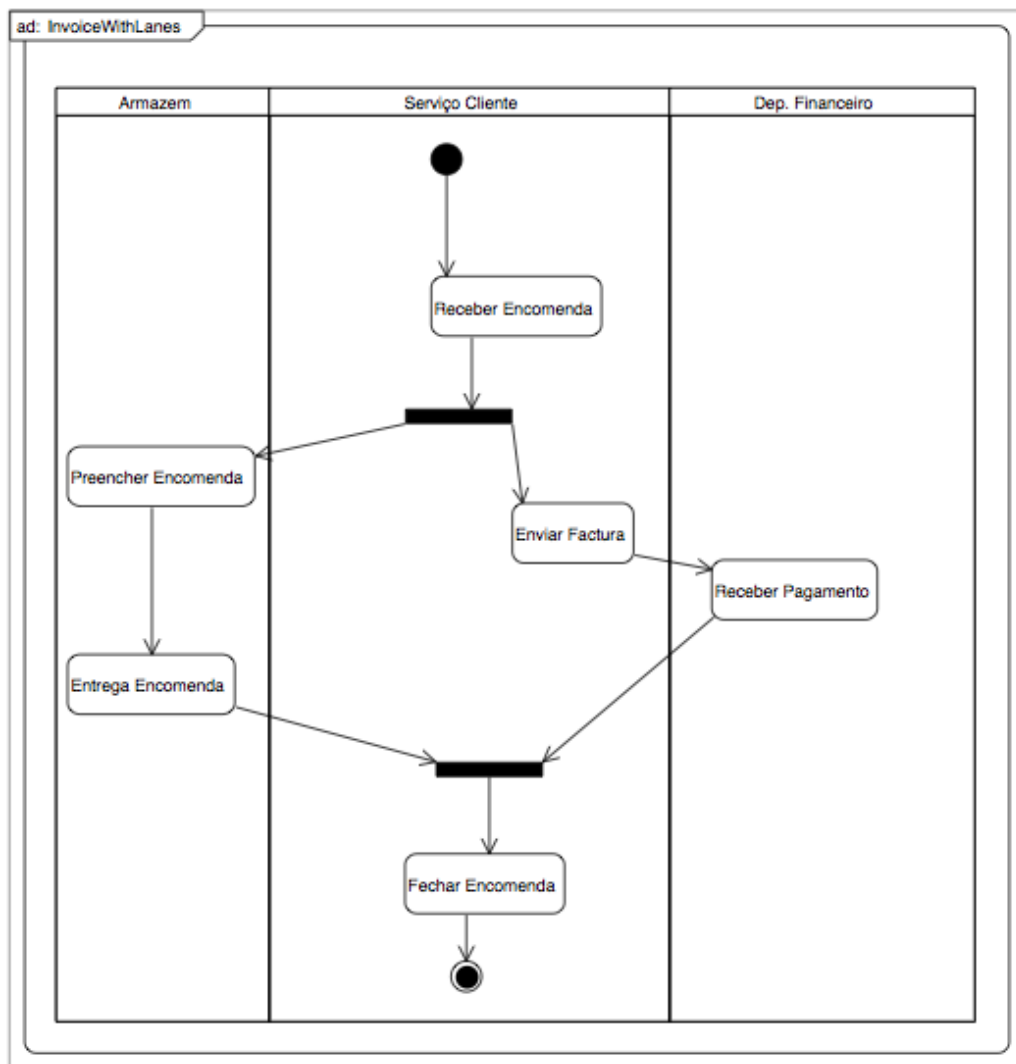 ad: InvoiceWithLanes
Armazem
Serviço Cliente
Dep. Financeiro
Receber Encomenda
Preencher Encomenda
Enviar Factura
Receber Pagamento
Entrega Encomenda
Fechar Encomenda